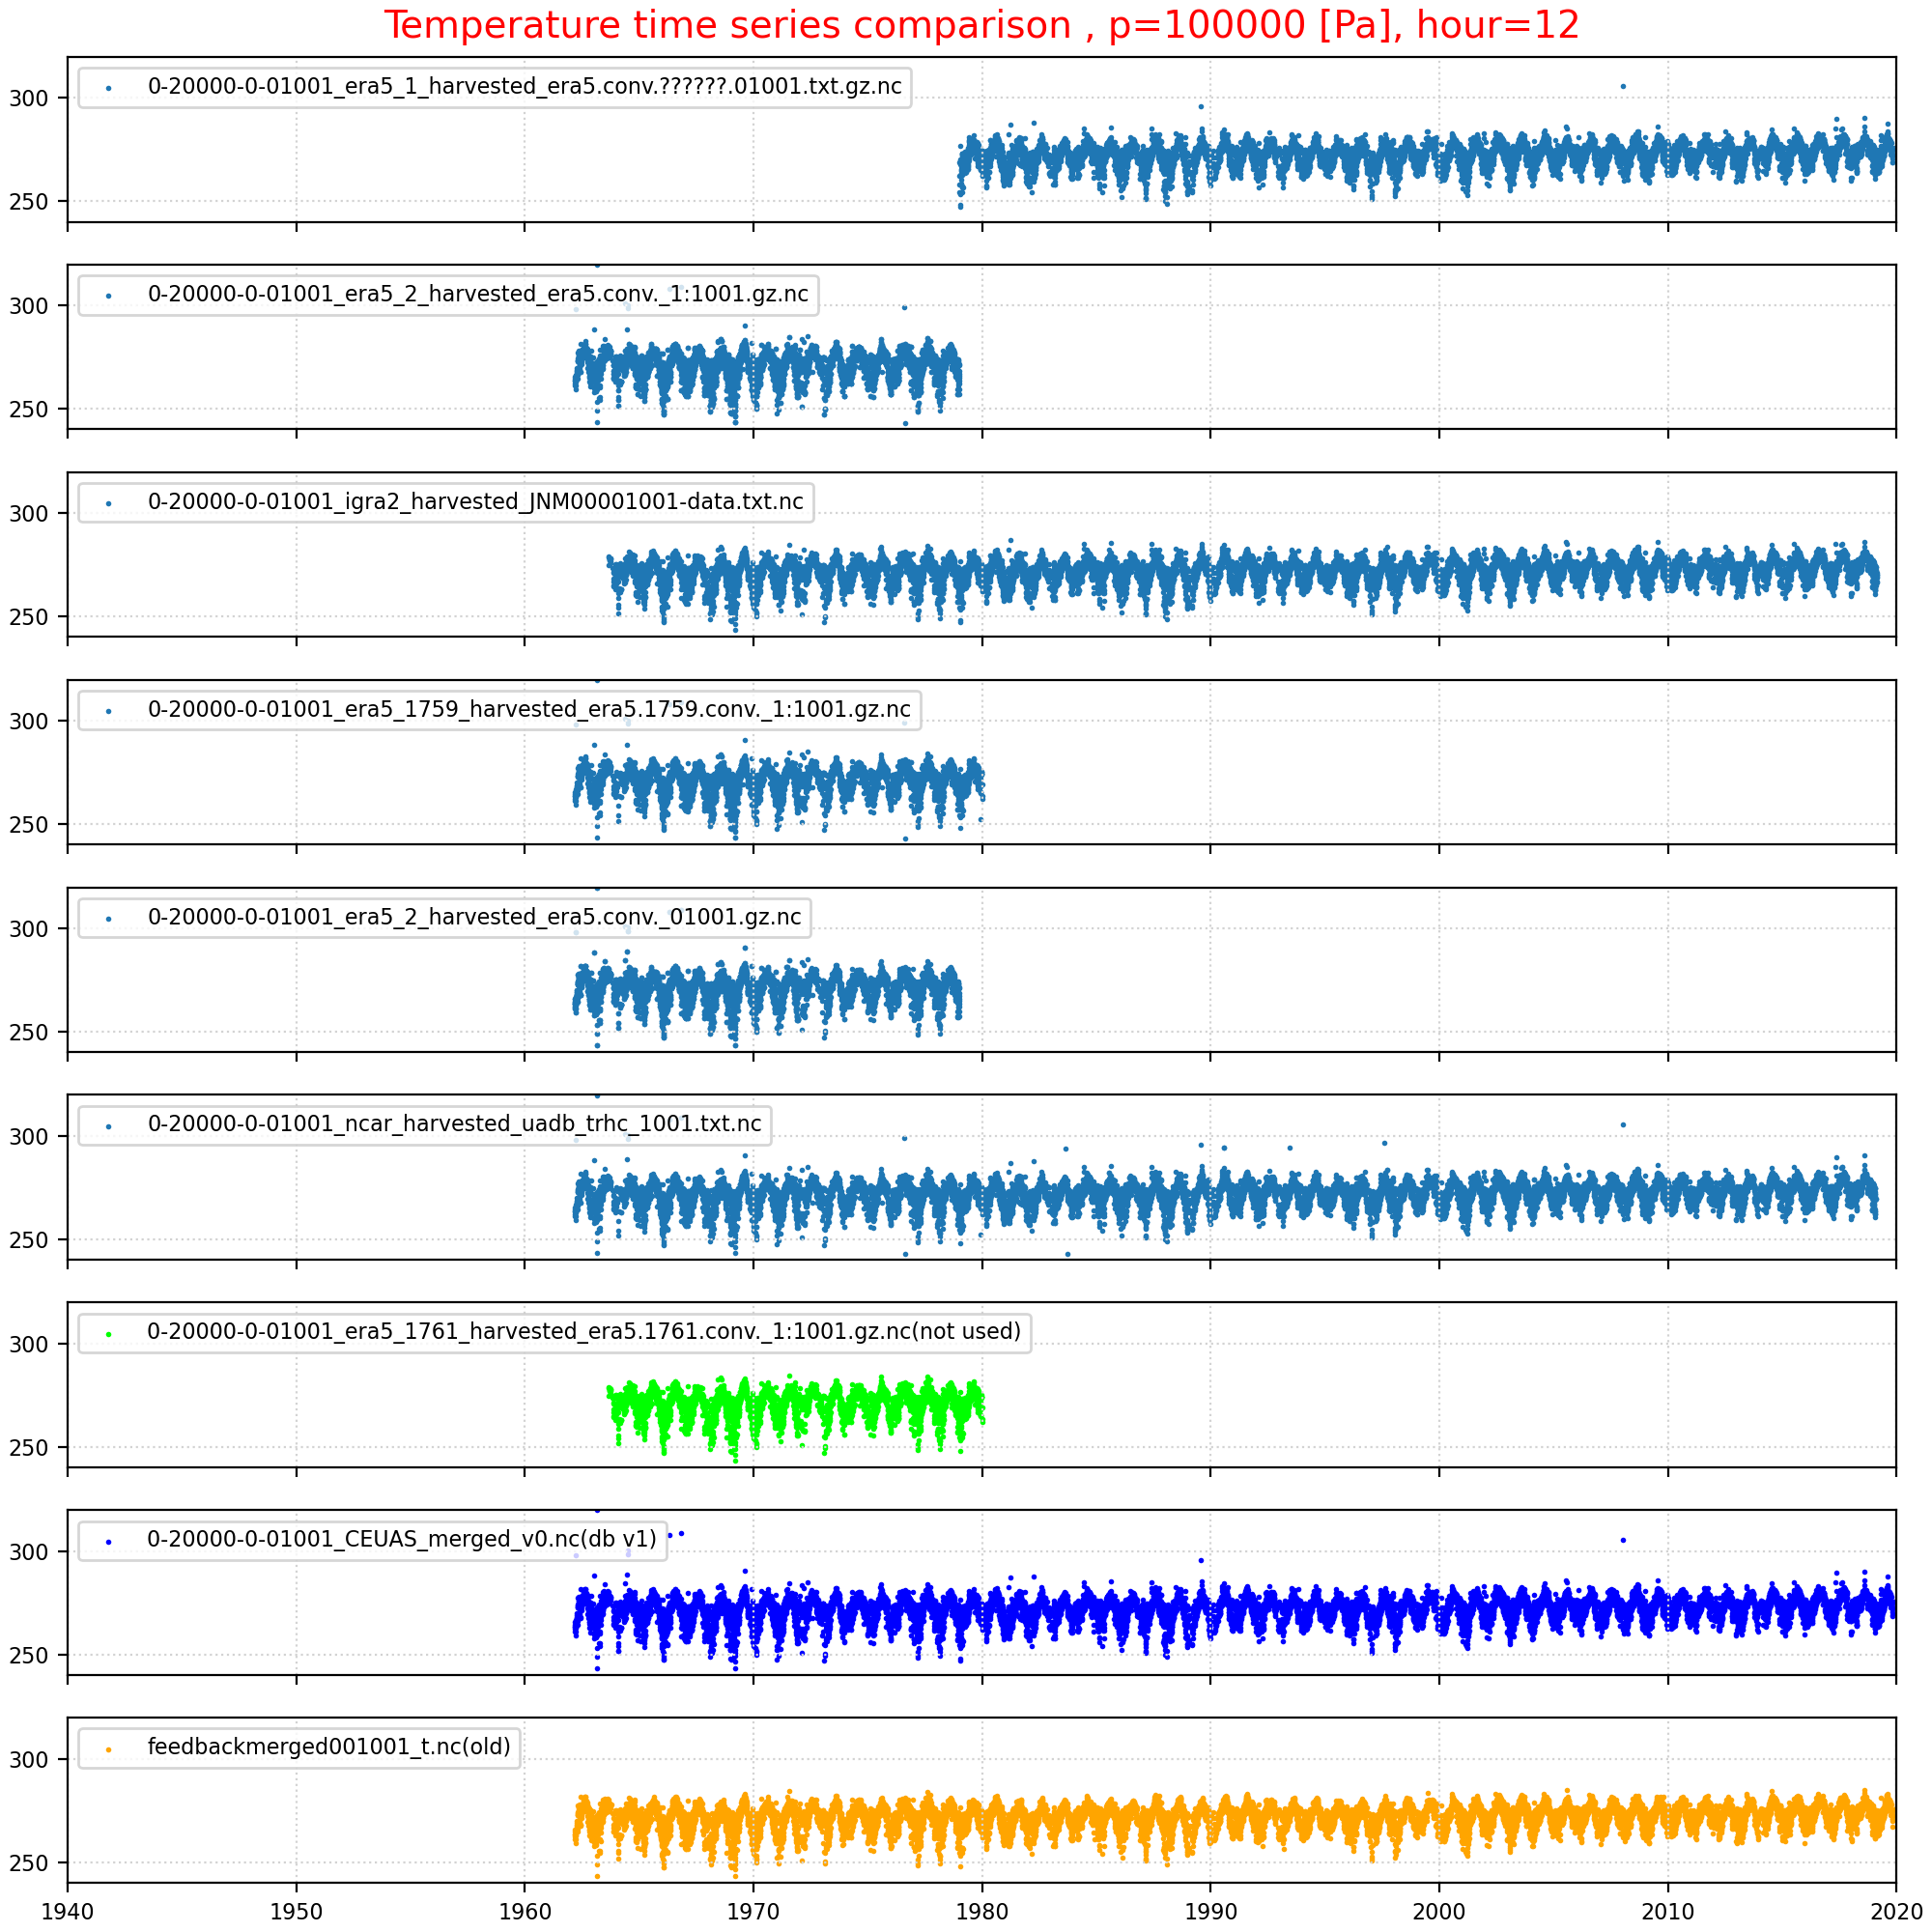 Temperature time series comparison , p=100000 [Pa], hour=12
0-20000-0-01001_era5_1_harvested_era5.conv.??????.01001.txt.gz.nc
300
250
0-20000-0-01001_era5_2_harvested_era5.conv._1:1001.gz.nc
300
250
0-20000-0-01001_igra2_harvested_JNM00001001-data.txt.nc
300
250
0-20000-0-01001_era5_1759_harvested_era5.1759.conv._1:1001.gz.nc
300
250
0-20000-0-01001_era5_2_harvested_era5.conv._01001.gz.nc
300
250
0-20000-0-01001_ncar_harvested_uadb_trhc_1001.txt.nc
300
250
0-20000-0-01001_era5_1761_harvested_era5.1761.conv._1:1001.gz.nc(not used)
300
250
0-20000-0-01001_CEUAS_merged_v0.nc(db v1)
300
250
feedbackmerged001001_t.nc(old)
300
250
1940 1950 1960 1970 1980 1990 2000 2010 2020